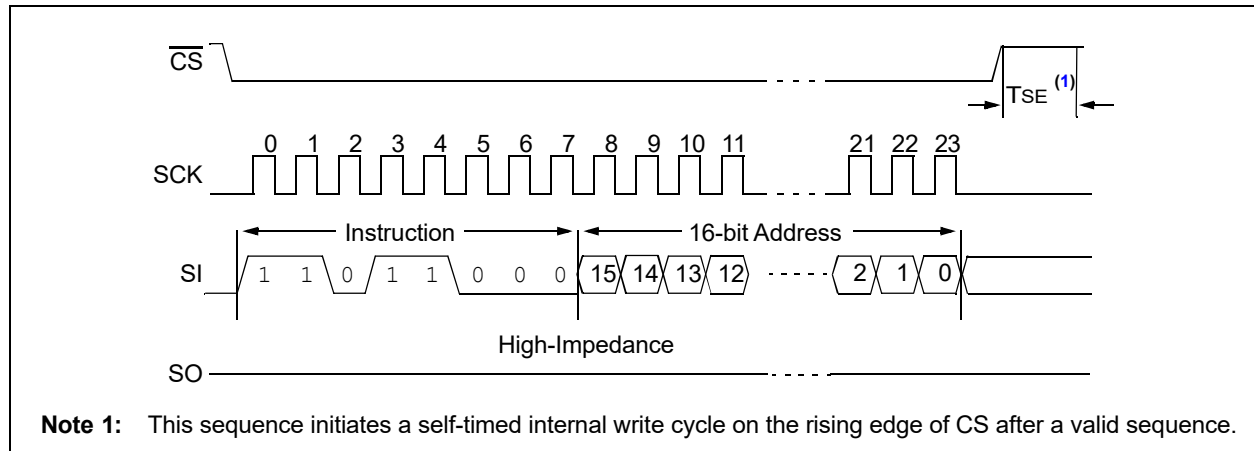 CS
TSE (1)
0 1 2 3 4 5 6 7 8 9 10 11 21 22 23
SCK
Instruction 16-bit Address
SI 1 1 0 1 1 0 0 0 15 14 13 12 2 1 0
High-Impedance
SO
Note 1: This sequence initiates a self-timed internal write cycle on the rising edge of CS after a valid sequence.